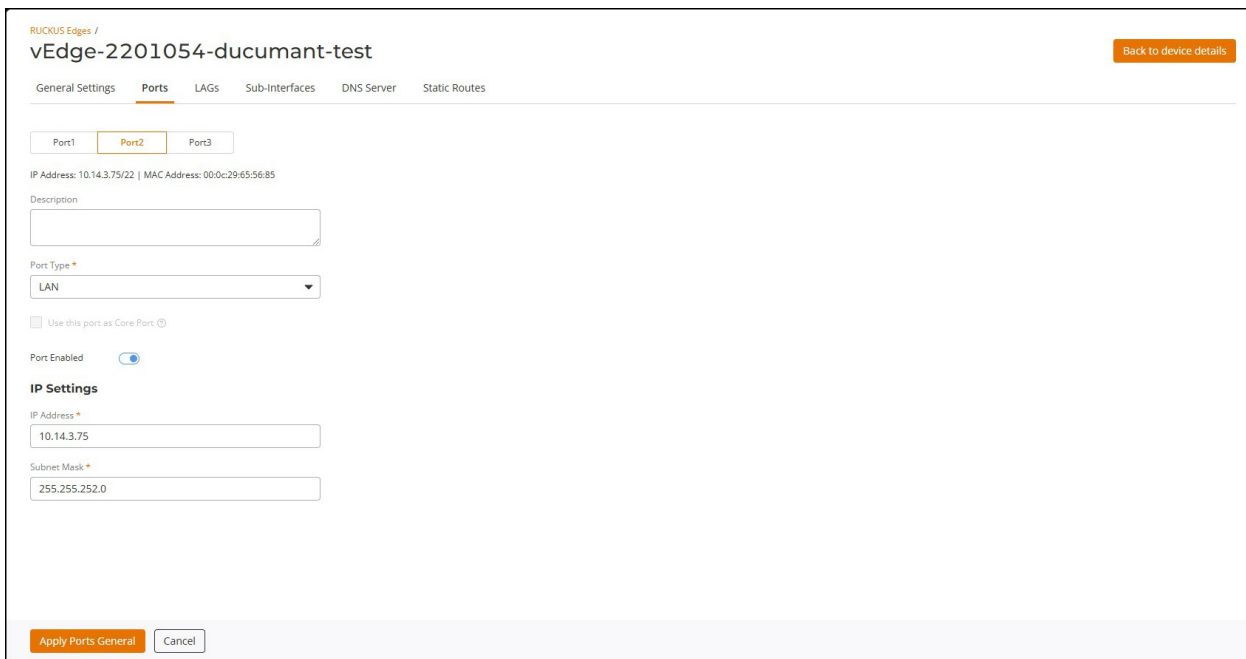 RUCKUS Edges /
vEdge-2201054-ducumant-test
Back to device details
General Settings Ports LAGs Sub-Interfaces DNS Server Static Routes
Port1 Port2 Port3
IP Address: 10.14.3.75/22 | MAC Address: 00:0c:29:65:56:85
Description
Port Type *
LAN
Use this port as Core Port ?
Port Enabled
IP Settings
IP Address *
10.14.3.75
Subnet Mask *
255.255.252.0
Apply Ports General Cancel